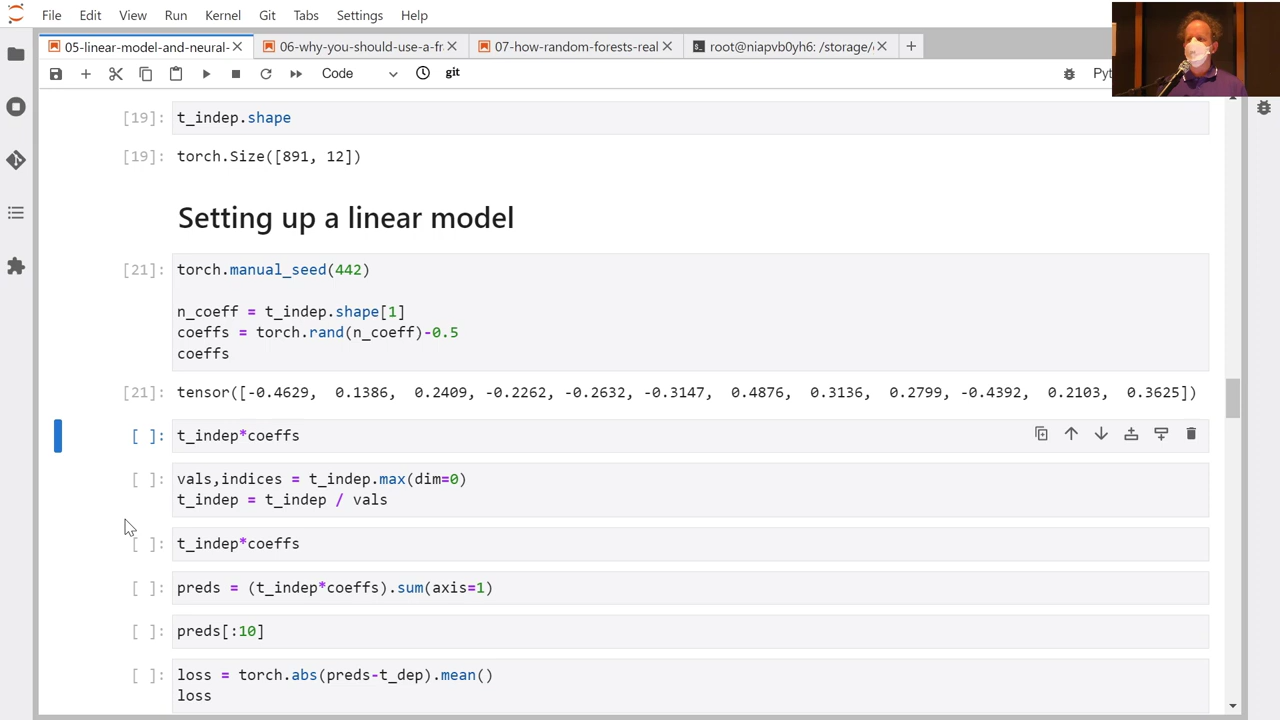 File Edit View Run Kernel Git Tabs Settings Help
05-linear-model-and-neural- 06-why-you-should-use-a-fr 07-how-random-forests-real root@niapvb0yh6: /storage/
Code git Pyt
[19]: t_indep.shape
[19]: torch.Size([891, 12])
Setting up a linear model
[21]: torch.manual_seed(442)
n_coeff = t_indep.shape[1]
coeffs = torch.rand(n_coeff)-0.5
coeffs
[21]: tensor([-0.4629, 0.1386, 0.2409, -0.2262, -0.2632, -0.3147, 0.4876, 0.3136, 0.2799, -0.4392, 0.2103, 0.3625])
[ ]: t_indep*coeffs
[ ]: vals,indices = t_indep.max(dim=0)
t_indep = t_indep / vals
[ ]: t_indep*coeffs
[ ]: preds = (t_indep*coeffs).sum(axis=1)
[ ]: preds[:10]
[ ]: loss = torch.abs(preds-t_dep).mean()
loss